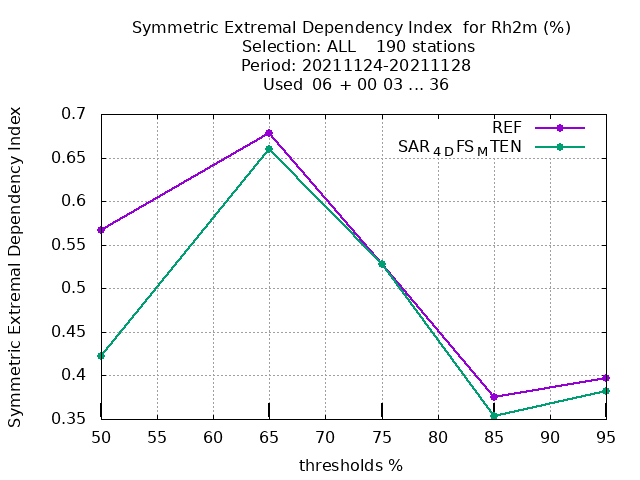 Symmetric Extremal Dependency Index  for Rh2m (%)
Selection: ALL    190 stations
Period: 20211124-20211128
Used  06 + 00 03 ... 36
Symmetric Extremal Dependency Index
0.7
0.65
0.6
0.55
0.5
0.45
0.4
0.35
REF
SAR4DFSMTEN
50 55 60 65 70 75 80 85 90 95
thresholds %